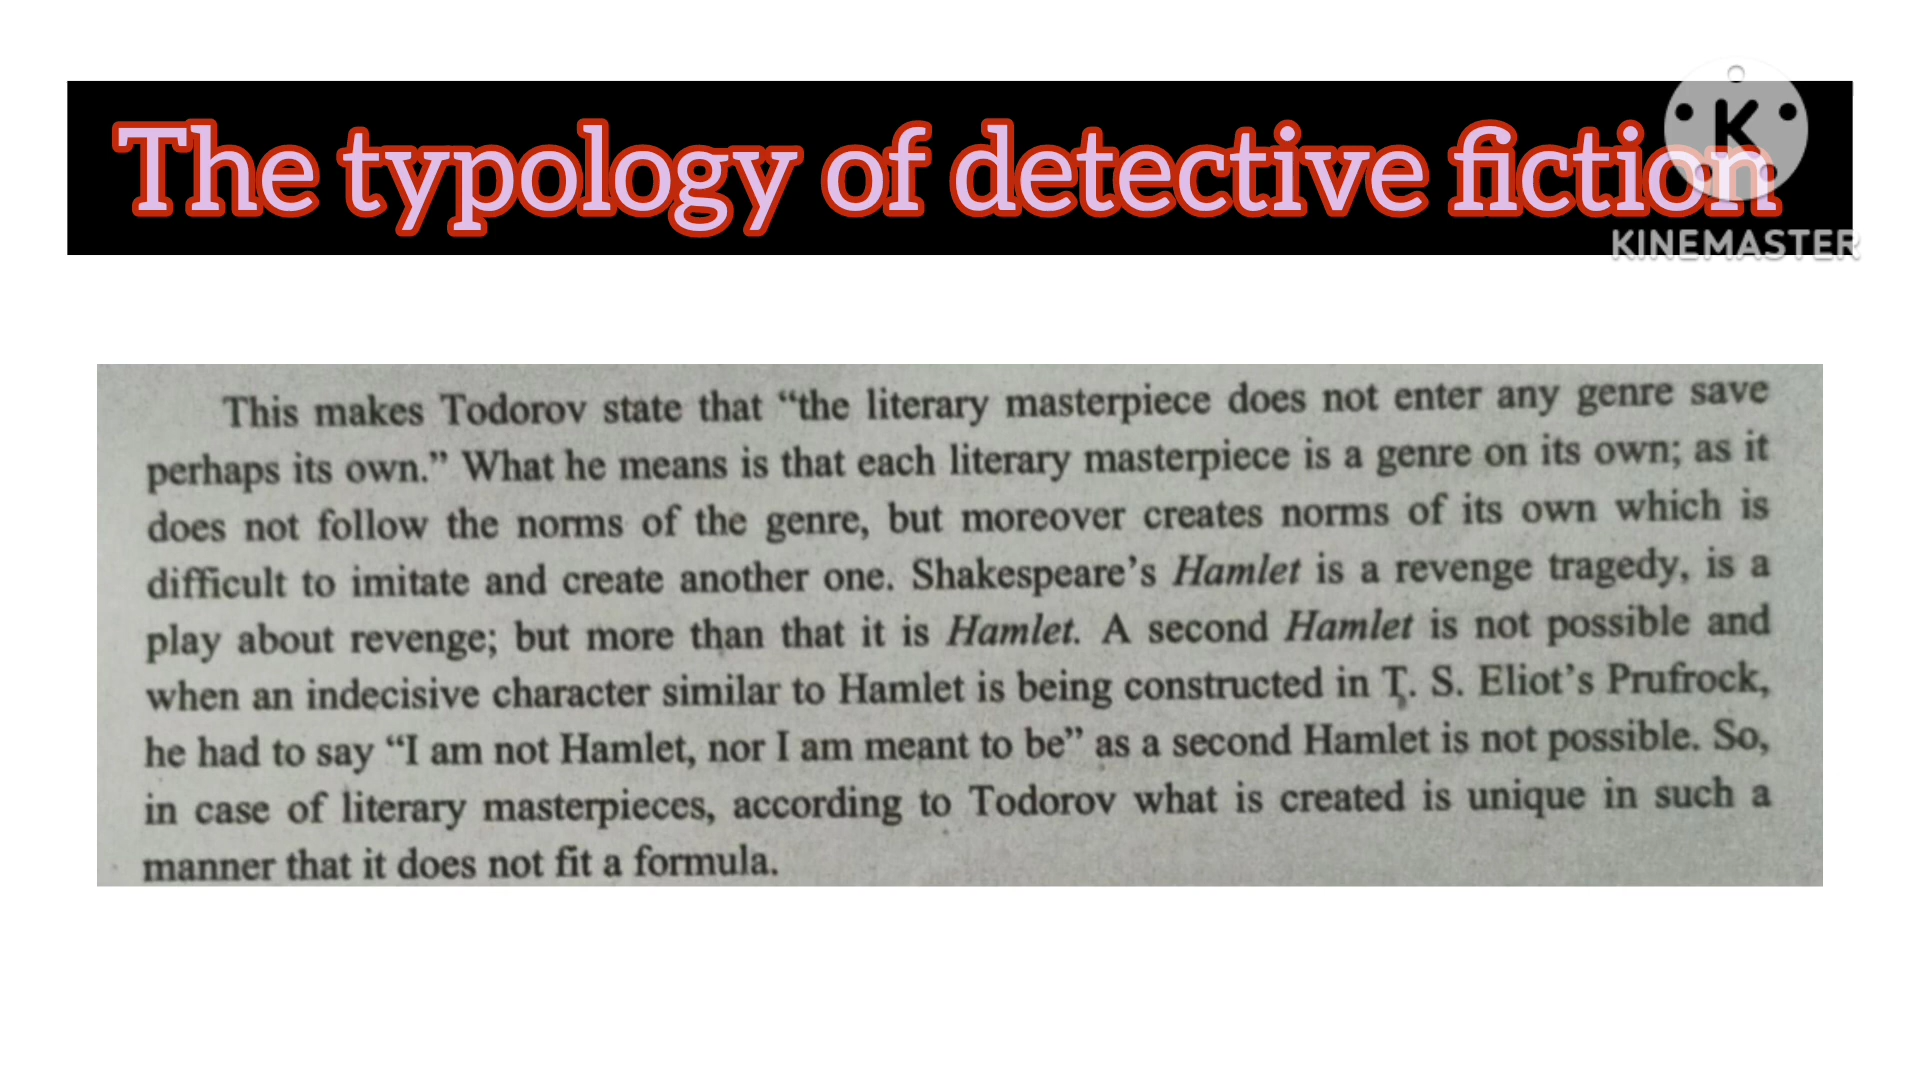 The typology of detective fiction
K
KINEMASTER
This makes Todorov state that “the literary masterpiece does not enter any genre save
perhaps its own.” What he means is that each literary masterpiece is a genre on its own; as it
does not follow the norms of the genre, but moreover creates norms of its own which is
difficult to imitate and create another one. Shakespeare’s Hamlet is a revenge tragedy, is a
play about revenge; but more than that it is Hamlet. A second Hamlet is not possible and
when an indecisive character similar to Hamlet is being constructed in T. S. Eliot’s Prufrock,
he had to say “I am not Hamlet, nor I am meant to be” as a second Hamlet is not possible. So,
in case of literary masterpieces, according to Todorov what is created is unique in such a
manner that it does not fit a formula.